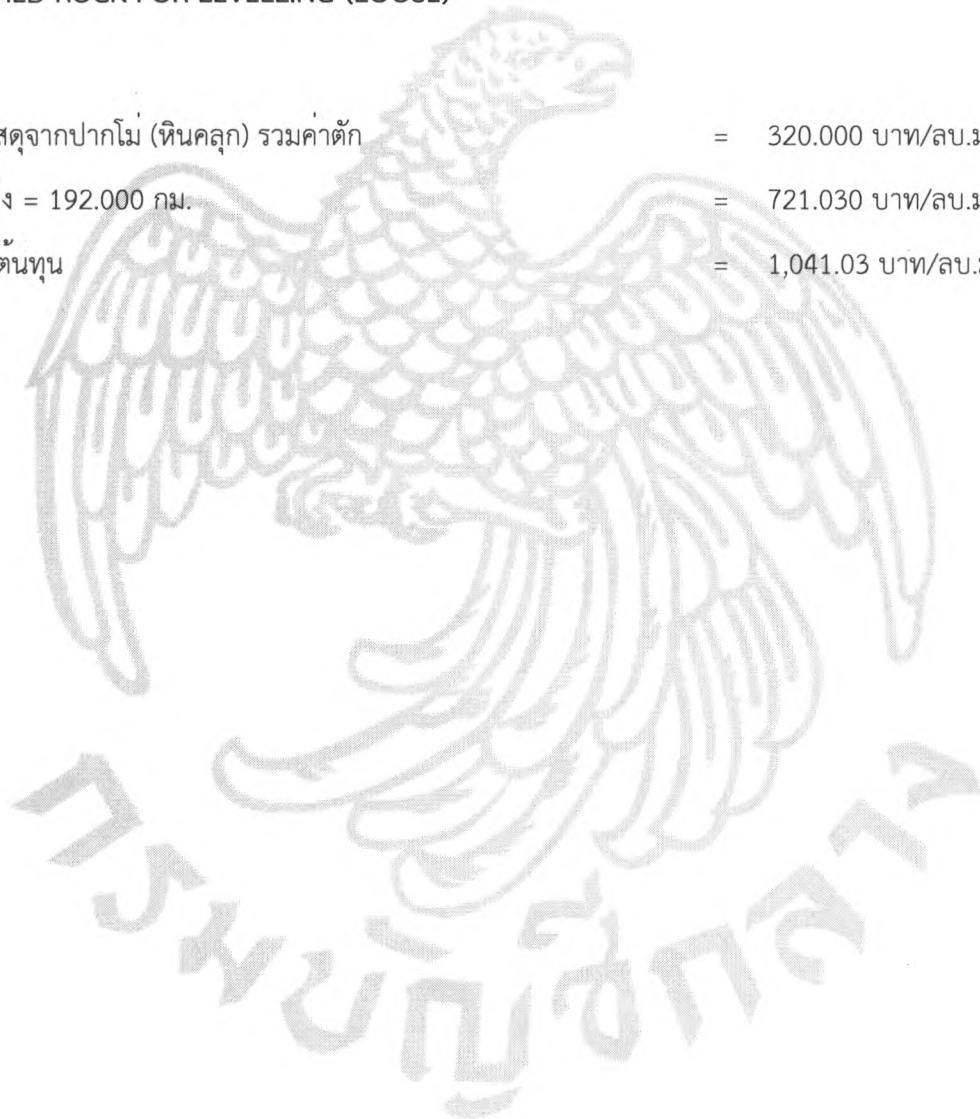 ROCK FOR LEVELLING (LOOSE)
สดุจากปากโม่ (หินคลุก) รวมค่าตัก = 320.000 บาท/ลบ.ม
ง = 192.000 กม. = 721.030 บาท/ลบ.ม
ต้นทุน = 1,041.03 บาท/ลบ.ม
กรมบัญชีกลาง